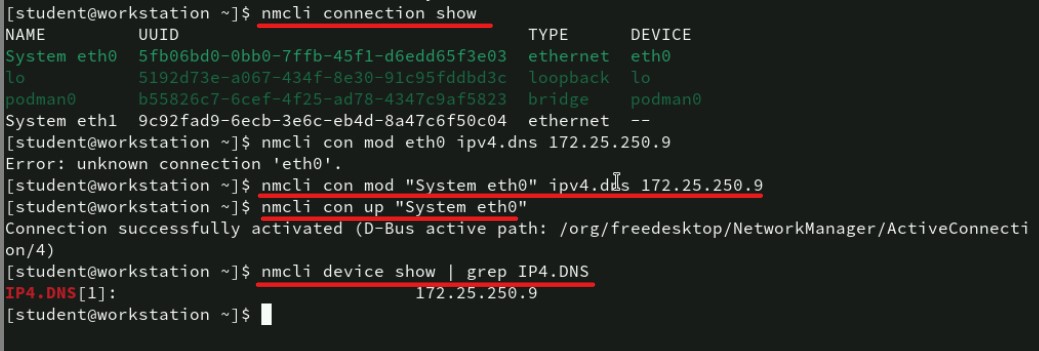 [student@workstation ~]$ nmcli connection show
NAME         UUID                                  TYPE      DEVICE
System eth0  5fb06bd0-0bb0-7ffb-45f1-d6edd65f3e03  ethernet  eth0
lo           5192d73e-a067-434f-8e30-91c95fddbd3c  loopback  lo
podman0      b55826c7-6cef-4f25-ad78-4347c9af5823  bridge    podman0
System eth1  9c92fad9-6ecb-3e6c-eb4d-8a47c6f50c04  ethernet  --
[student@workstation ~]$ nmcli con mod eth0 ipv4.dns 172.25.250.9
Error: unknown connection 'eth0'.
[student@workstation ~]$ nmcli con mod "System eth0" ipv4.dns 172.25.250.9
[student@workstation ~]$ nmcli con up "System eth0"
Connection successfully activated (D-Bus active path: /org/freedesktop/NetworkManager/ActiveConnecti
on/4)
[student@workstation ~]$ nmcli device show | grep IP4.DNS
IP4.DNS[1]:                             172.25.250.9
[student@workstation ~]$